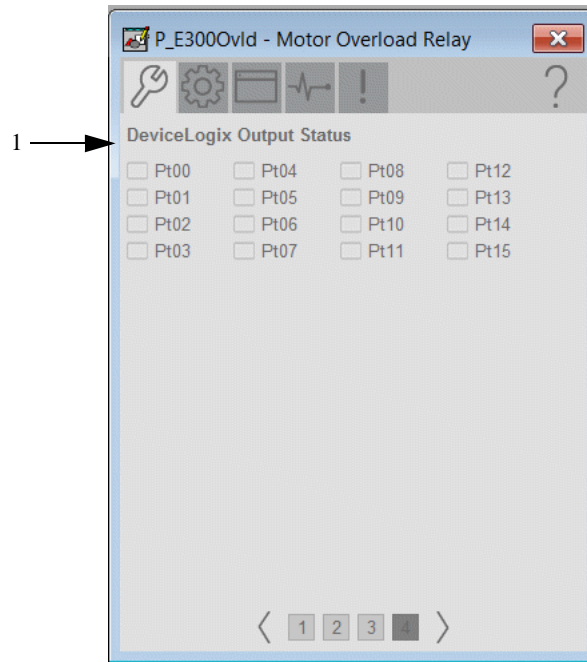 P_E300Ovld - Motor Overload Relay
?
1
DeviceLogix Output Status
Pt00 Pt04 Pt08 Pt12
Pt01 Pt05 Pt09 Pt13
Pt02 Pt06 Pt10 Pt14
Pt03 Pt07 Pt11 Pt15
1 2 3 4